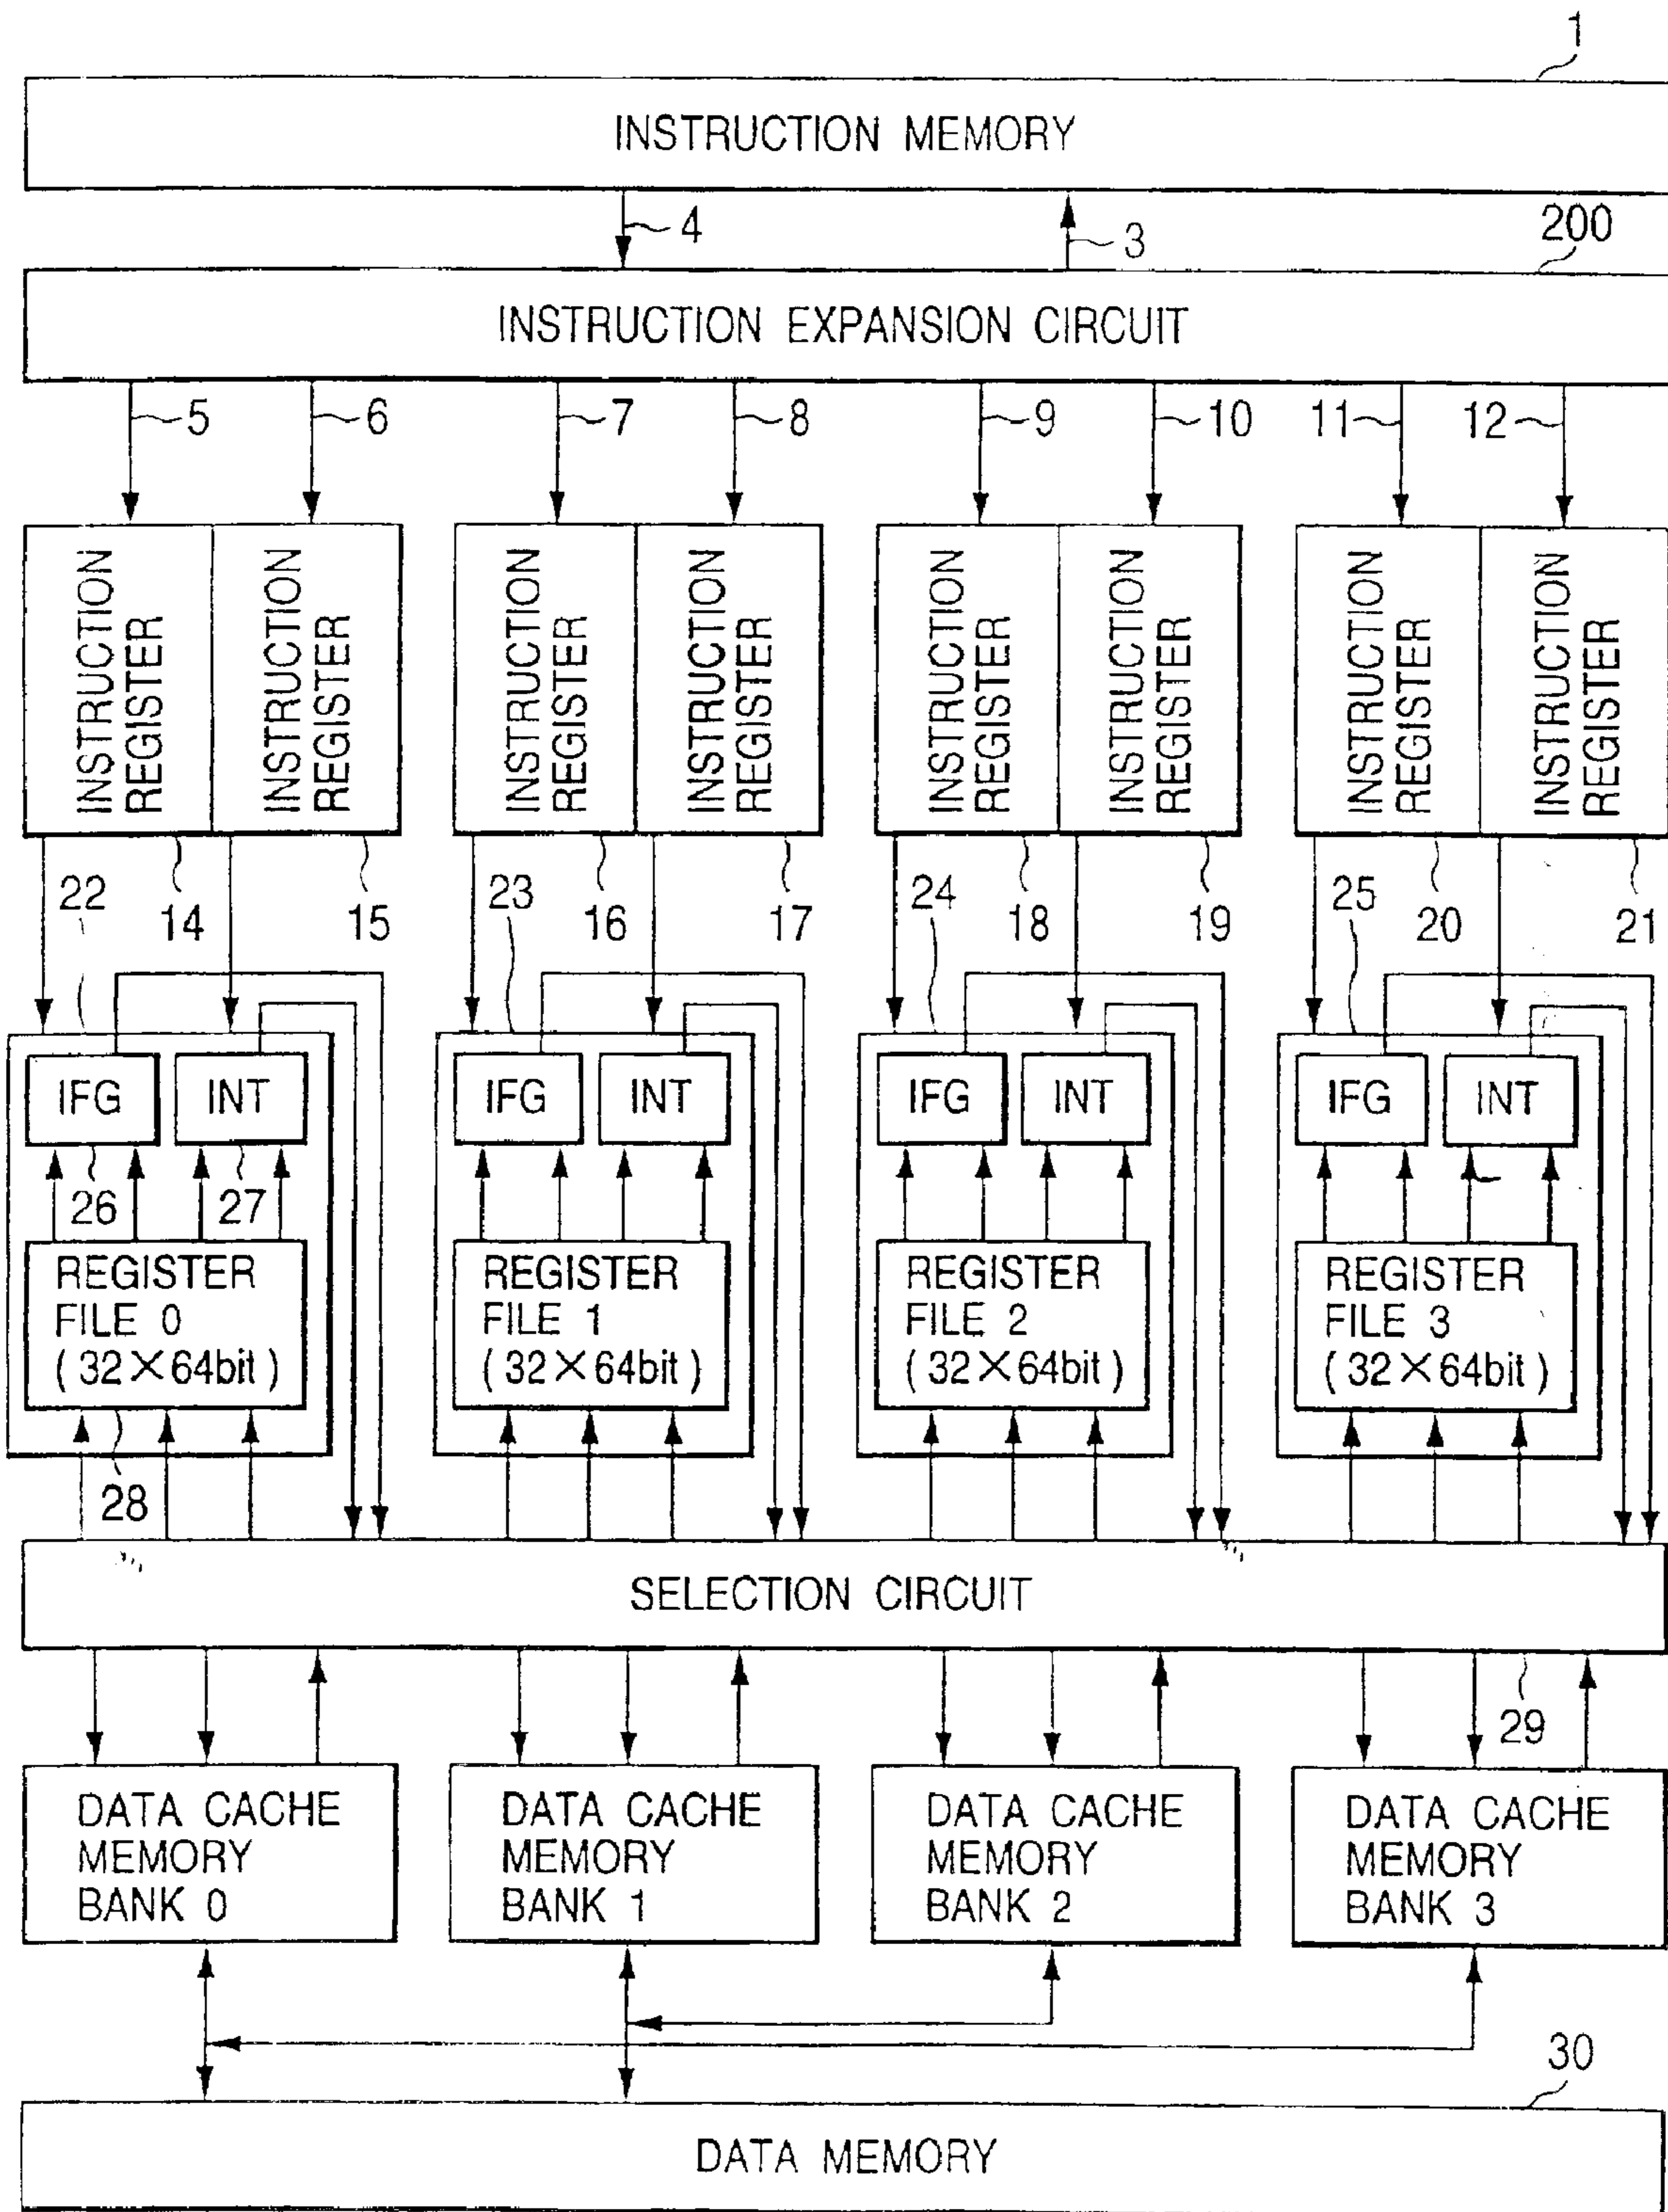 1
INSTRUCTION MEMORY
4
3
200
INSTRUCTION EXPANSION CIRCUIT
5
6
7
8
9
10
11
12
INSTRUCTION
REGISTER
INSTRUCTION
REGISTER
INSTRUCTION
REGISTER
INSTRUCTION
REGISTER
INSTRUCTION
REGISTER
INSTRUCTION
REGISTER
INSTRUCTION
REGISTER
INSTRUCTION
REGISTER
22
14
15
23
16
17
24
18
19
25
20
21
IFG
INT
IFG
INT
IFG
INT
IFG
INT
26
27
REGISTER
FILE 0
(32×64bit)
REGISTER
FILE 1
(32×64bit)
REGISTER
FILE 2
(32×64bit)
REGISTER
FILE 3
(32×64bit)
28
SELECTION CIRCUIT
29
DATA CACHE
MEMORY
BANK 0
DATA CACHE
MEMORY
BANK 1
DATA CACHE
MEMORY
BANK 2
DATA CACHE
MEMORY
BANK 3
30
DATA MEMORY